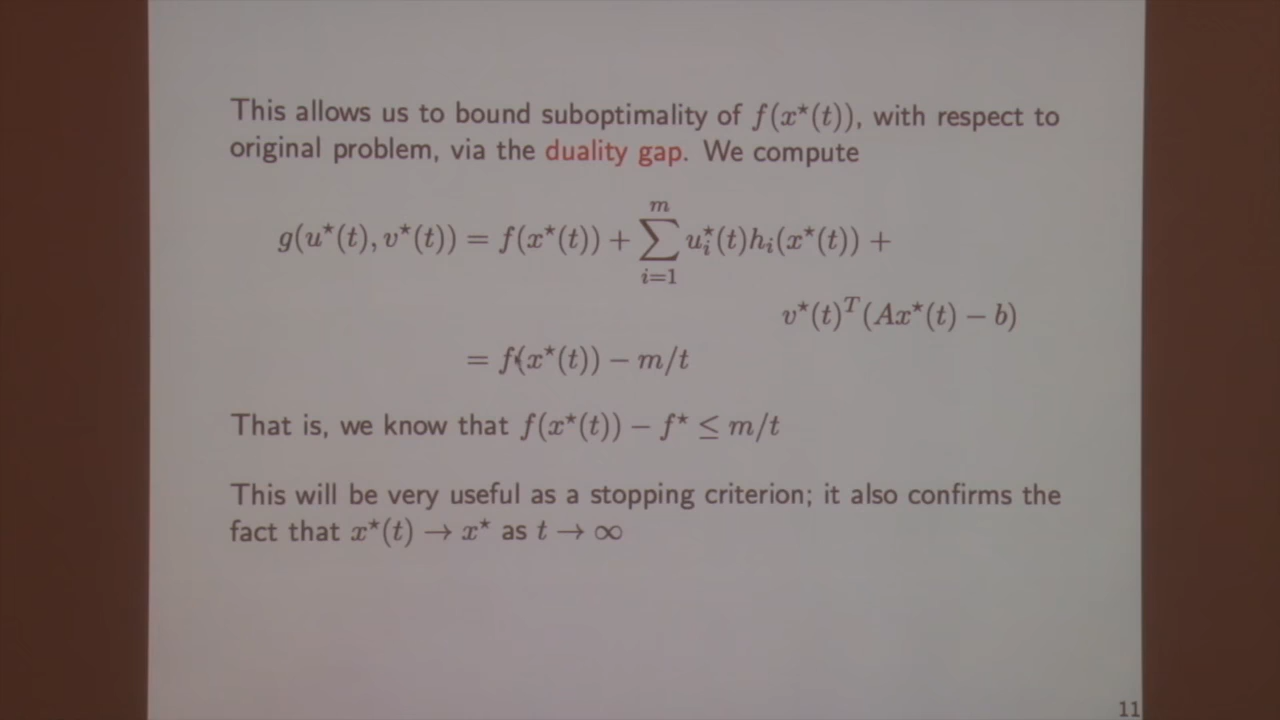 This allows us to bound suboptimality of f(x⋆(t)), with respect to
original problem, via the duality gap. We compute
g(u⋆(t), v⋆(t)) = f(x⋆(t)) + ∑_{i=1}^{m} u_i⋆(t)h_i(x⋆(t)) +
v⋆(t)^T(Ax⋆(t) − b)
= f(x⋆(t)) − m/t
That is, we know that f(x⋆(t)) − f⋆ ≤ m/t
This will be very useful as a stopping criterion; it also confirms the
fact that x⋆(t) → x⋆ as t → ∞
11